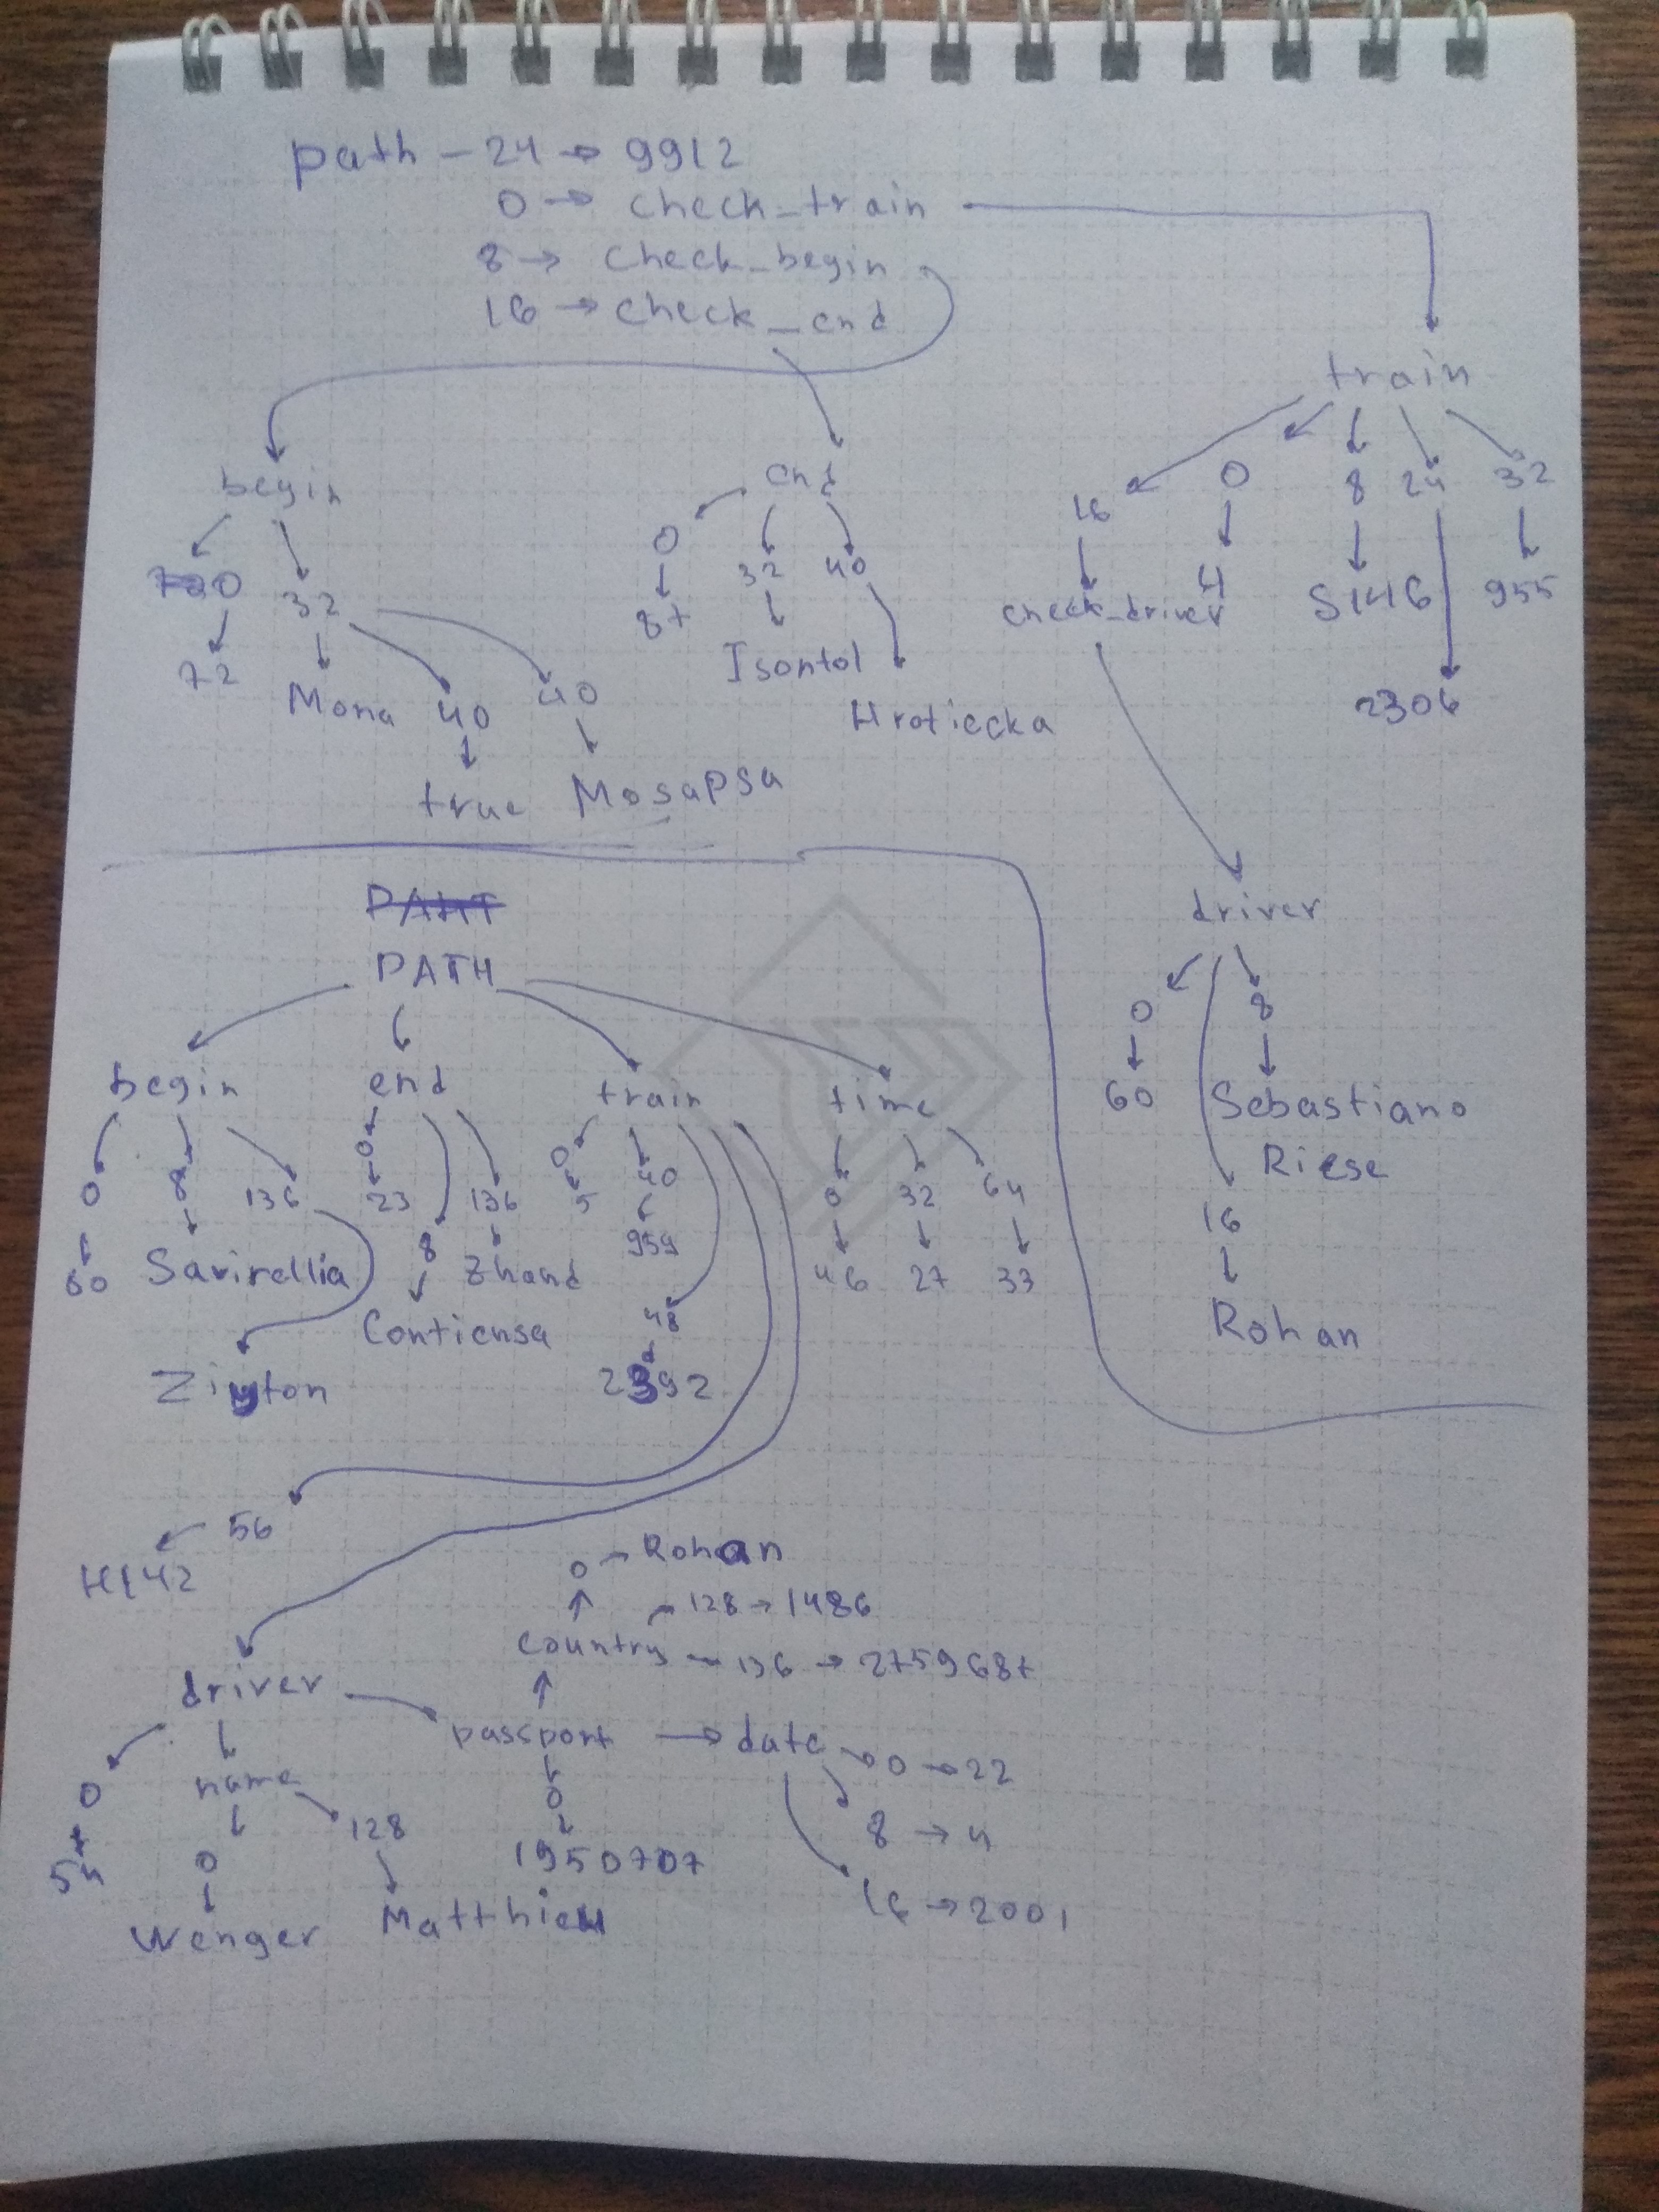 path - 24 → 9912
0 → check_train
8 → check_begin
16 → check_end
train
16 0 8 24 32
check_driver 4 S146 955
2306
begin
0 32
72 Mona 40 40
true Mosapsa
end
0 32 40
87 Isontol
Hrotiecka
driver
0 8
60 Sebastiano
Riese
16
Rohan
PAHT
PATH
begin end train time
0 8 136
60 Savirellia
Zigton
0 8 136
23 Zhand
Contiensa
0 40
5 959
48
2392
0 32 64
46 27 33
56
H142
driver
0 name
54 0 128
Wenger Matthieu
0 → Rohan
128 → 1486
country → 136 → 2759687
passport → date → 0 → 22
0 8 → 4
1950707
16 → 2001